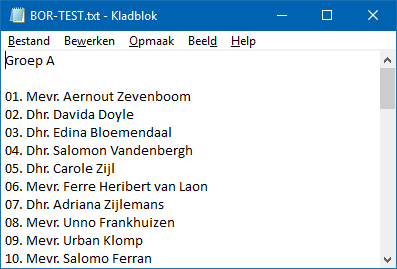 BOR-TEST.txt - Kladblok
Bestand Bewerken Opmaak Beeld Help
Groep A
01. Mevr. Aernout Zevenboom
02. Dhr. Davida Doyle
03. Dhr. Edina Bloemendaal
04. Dhr. Salomon Vandenbergh
05. Dhr. Carole Zijl
06. Mevr. Ferre Heribert van Laon
07. Dhr. Adriana Zijlemans
08. Mevr. Unno Frankhuizen
09. Mevr. Urban Klomp
10. Mevr. Salomo Ferran